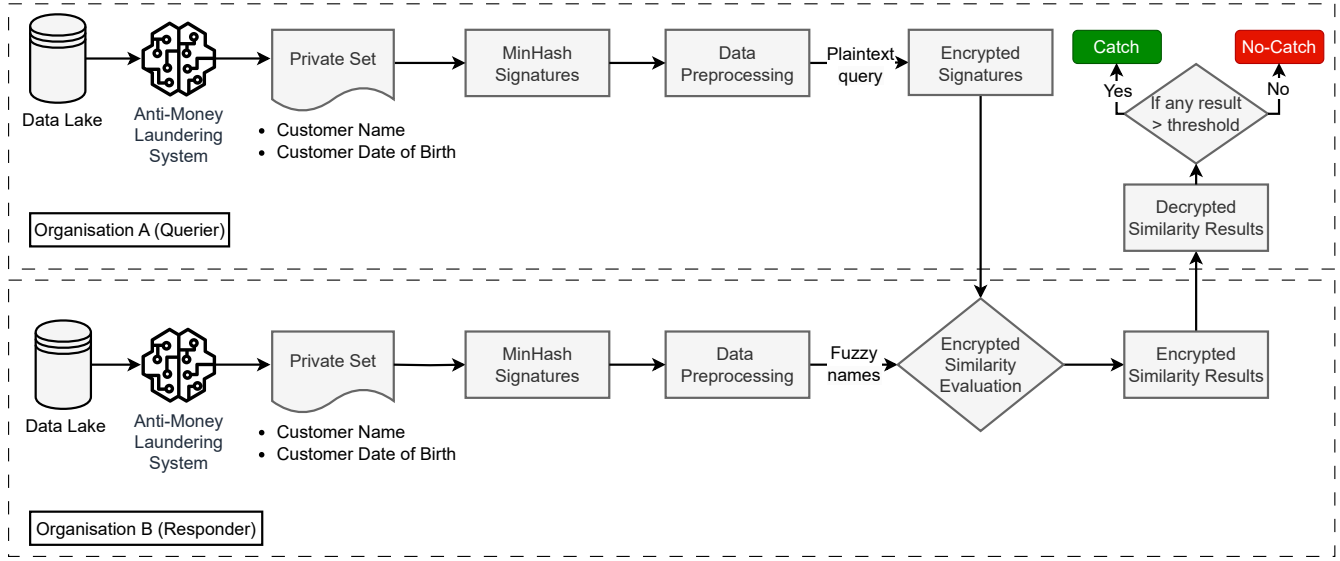 Data Lake
Anti-Money
Laundering
System
Private Set
• Customer Name
• Customer Date of Birth
MinHash
Signatures
Data
Preprocessing
Plaintext
query
Encrypted
Signatures
Catch
No-Catch
Yes
No
If any result
> threshold
Decrypted
Similarity Results
Organisation A (Querier)
Data Lake
Anti-Money
Laundering
System
Private Set
• Customer Name
• Customer Date of Birth
MinHash
Signatures
Data
Preprocessing
Fuzzy
names
Encrypted
Similarity
Evaluation
Encrypted
Similarity Results
Organisation B (Responder)